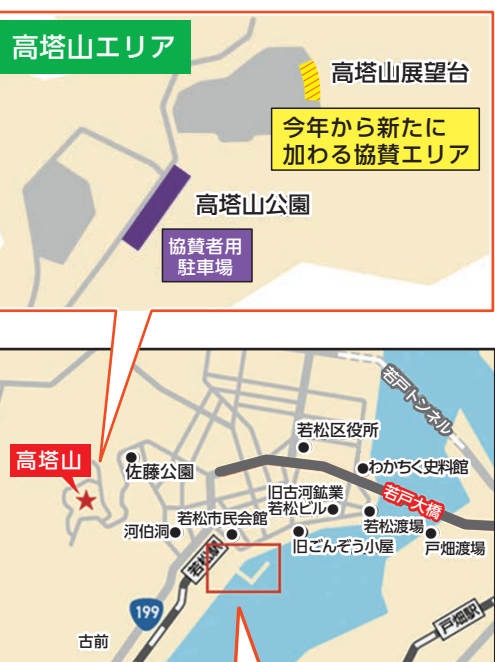 高塔山エリア
高塔山展望台
今年から新たに
加わる協賛エリア
高塔山公園
協賛者用
駐車場
若戸トンネル
若松区役所
高塔山
佐藤公園
わかちく史料館
旧古河鉱業
若松ビル
若戸大橋
若松市民会館
河伯洞
若松渡場
旧ごんぞう小屋
戸畑渡場
若松駅
199
戸畑駅
古前